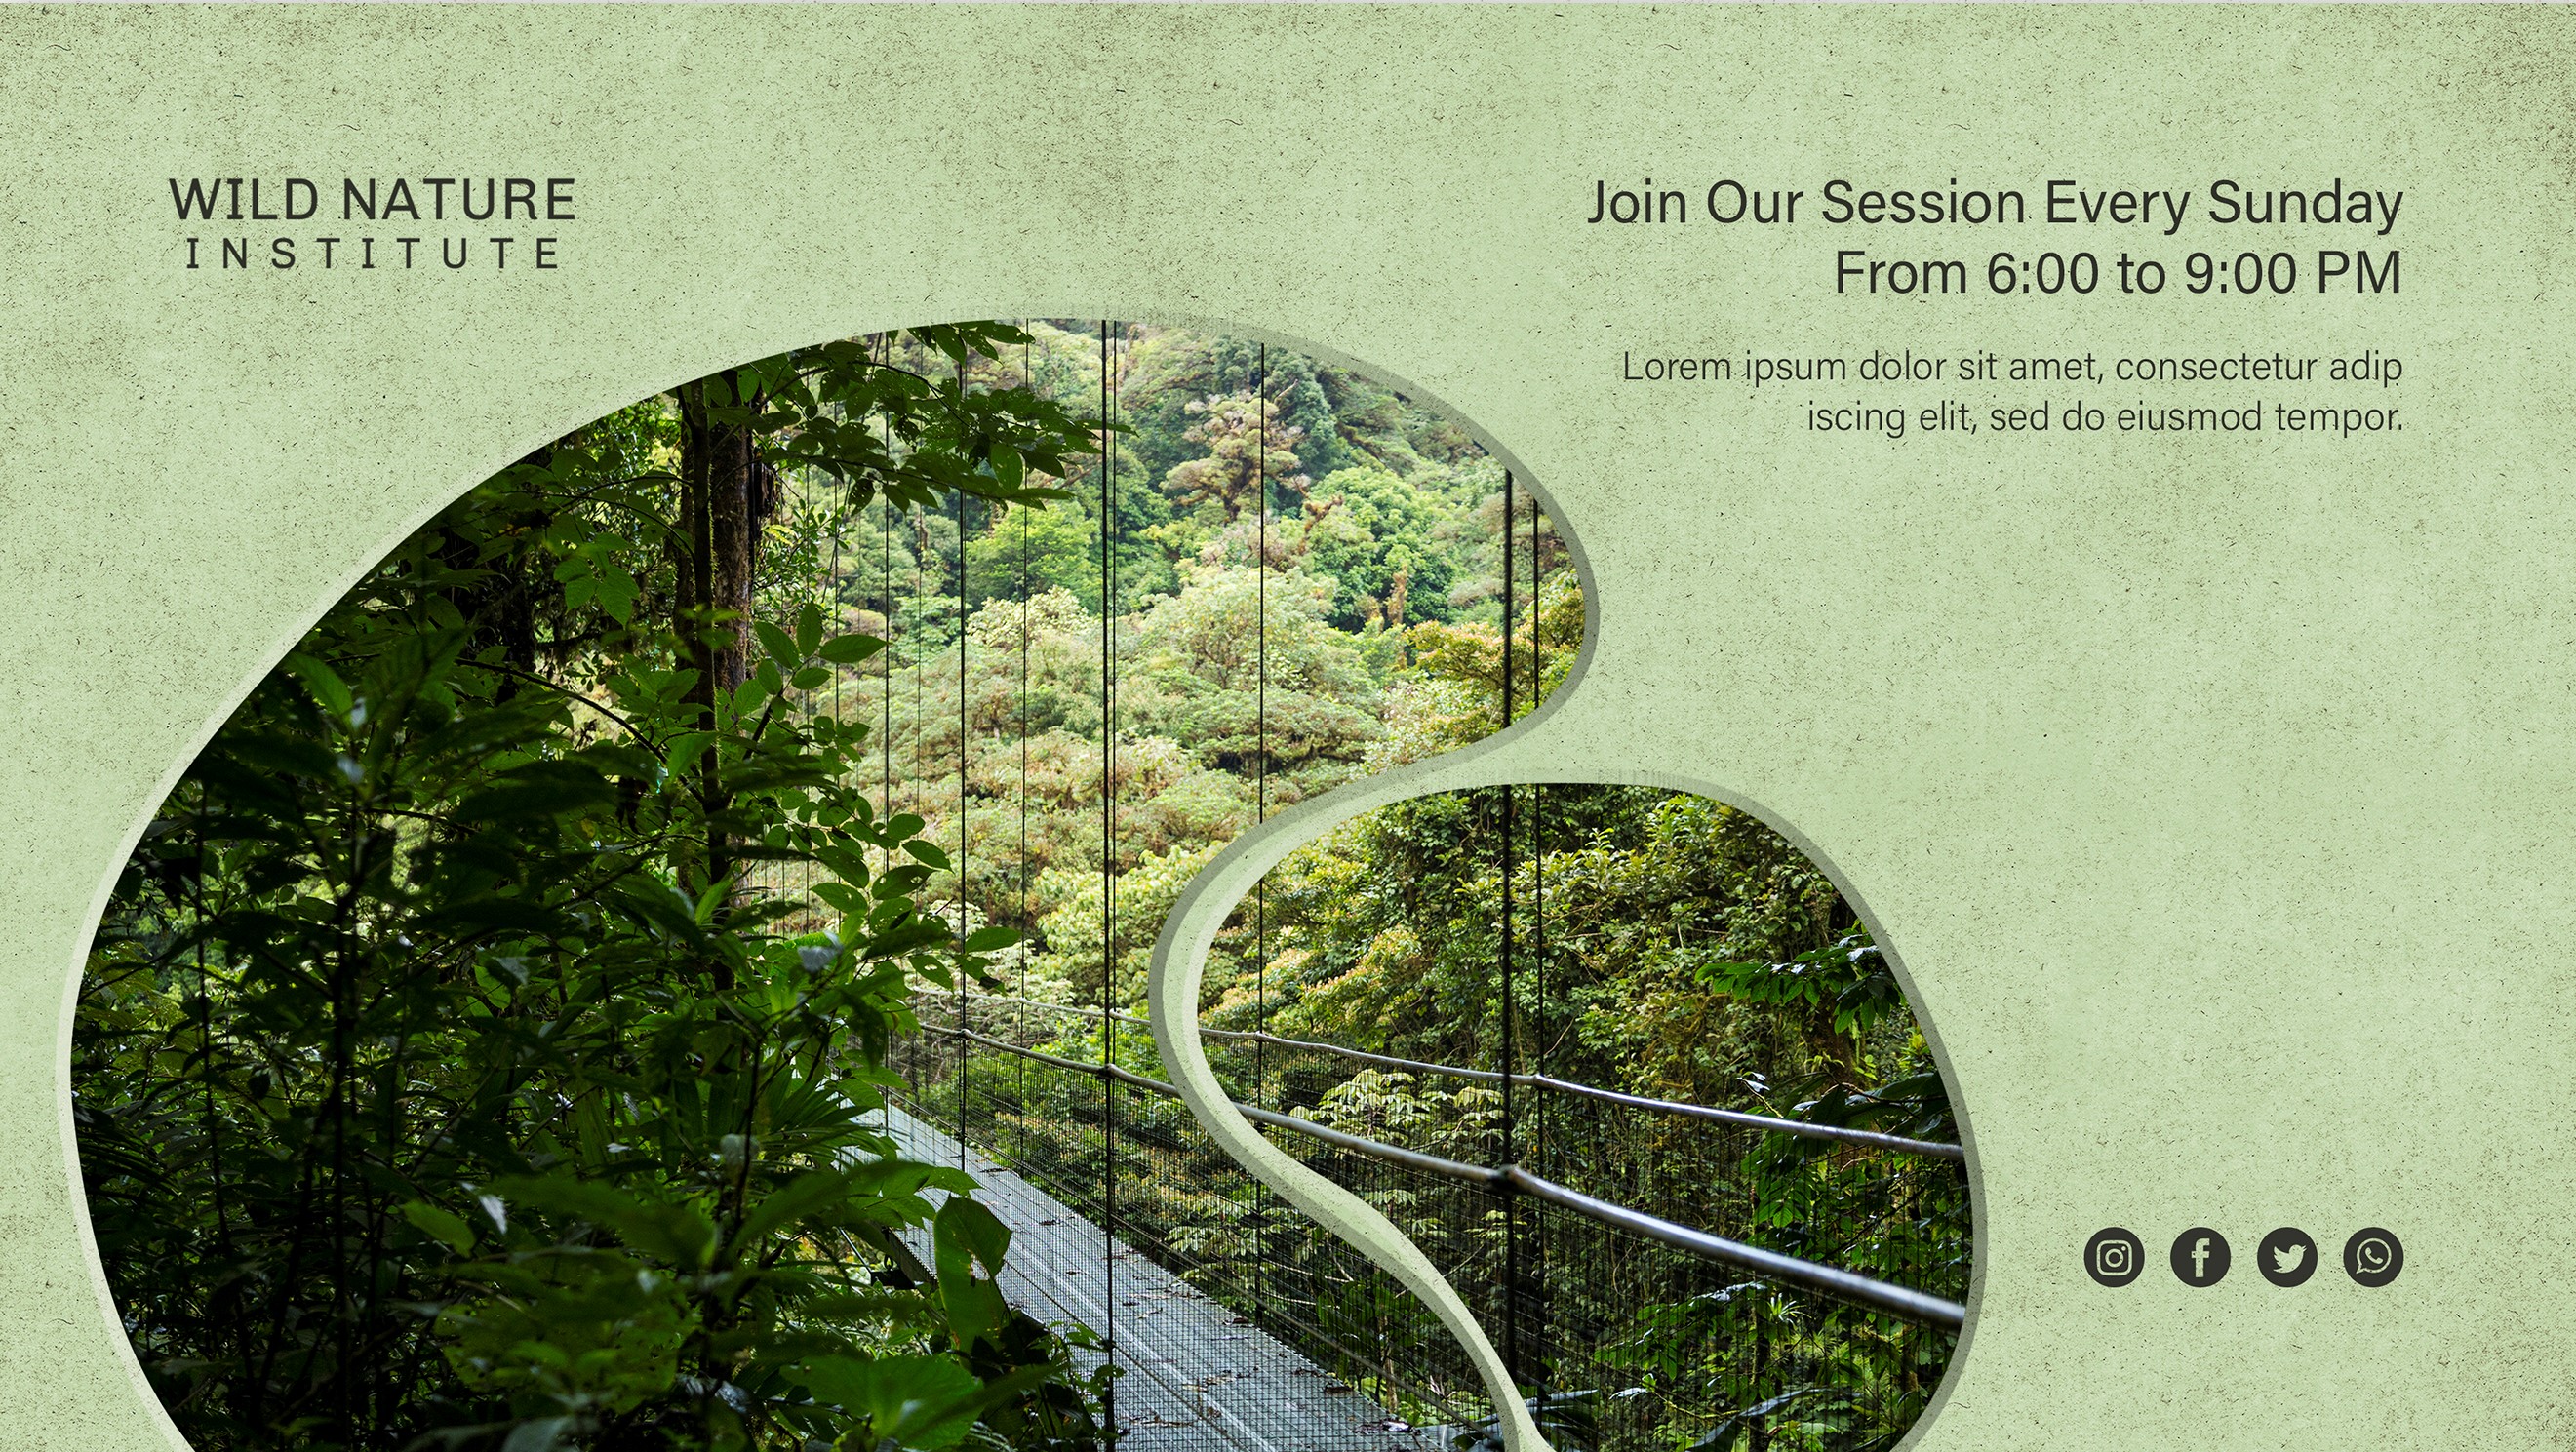 WILD NATURE
INSTITUTE
Join Our Session Every Sunday
From 6:00 to 9:00 PM
Lorem ipsum dolor sit amet, consectetur adip
iscing elit, sed do eiusmod tempor.